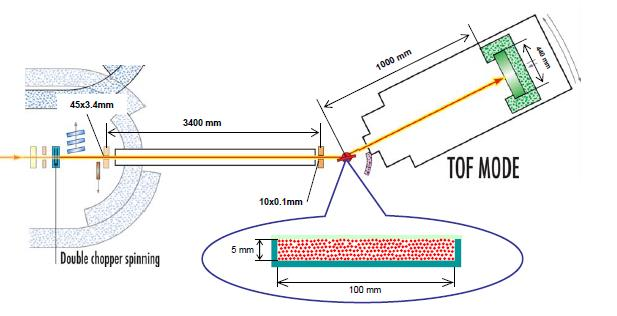 1000 mm
440 mm
45x3.4mm
3400 mm
TOF MODE
10x0.1mm
Double chopper spinning
5 mm
100 mm